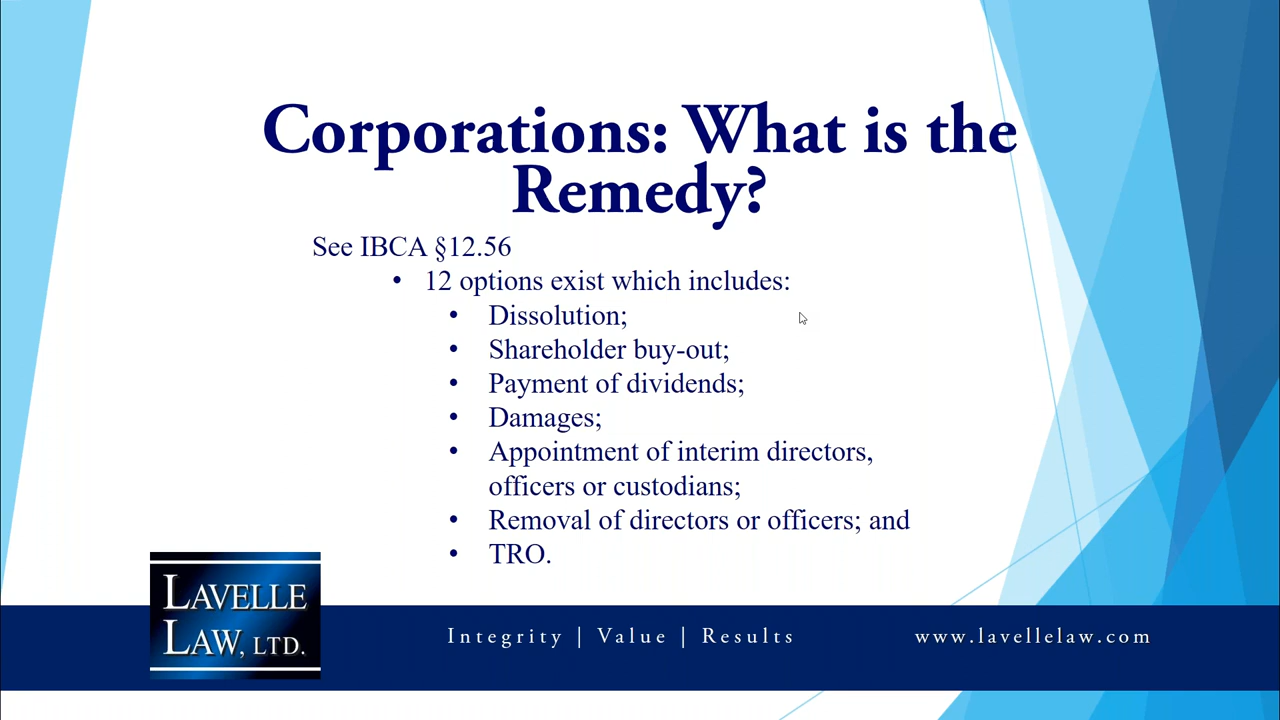 Corporations: What is the
Remedy?
See IBCA §12.56
• 12 options exist which includes:
• Dissolution;
• Shareholder buy-out;
• Payment of dividends;
• Damages;
• Appointment of interim directors,
officers or custodians;
• Removal of directors or officers; and
• TRO.
LAVELLE
LAW, LTD.
Integrity | Value | Results
www.lavellelaw.com